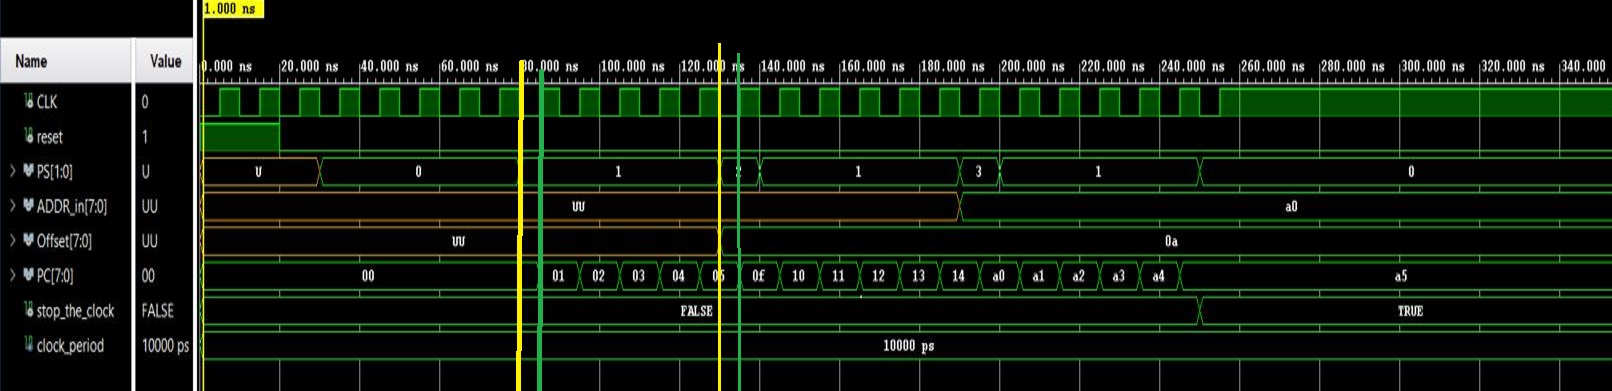 1.000 ns
Name Value 0.000 ns 20.000 ns 40.000 ns 60.000 ns 80.000 ns 100.000 ns 120.000 ns 140.000 ns 160.000 ns 180.000 ns 200.000 ns 220.000 ns 240.000 ns 260.000 ns 280.000 ns 300.000 ns 320.000 ns 340.000
CLK 0
reset 1
PS[1:0] U U 0 1 1 3 1 0
ADDR_in[7:0] UU UU a0
Offset[7:0] UU UU 0a
PC[7:0] 00 00 01 02 03 04 05 0f 10 11 12 13 14 a0 a1 a2 a3 a4 a5
stop_the_clock FALSE FALSE TRUE
clock_period 10000 ps 10000 ps